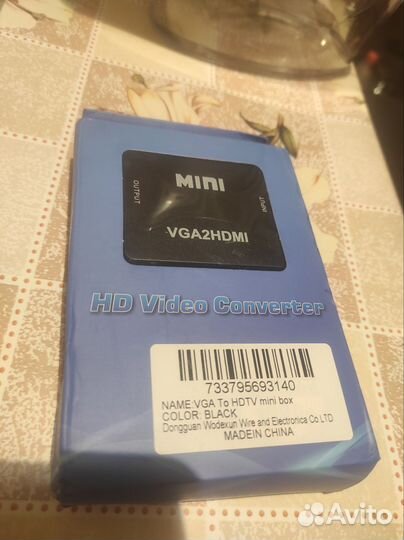 MINI
OUTPUT
INPUT
VGA2HDMI
HD Video Converter
733795693140
NAME:VGA To HDTV mini box
COLOR: BLACK
Dongguan Wodexun Wire and Electronica Co LTD
MADEIN CHINA
Avito